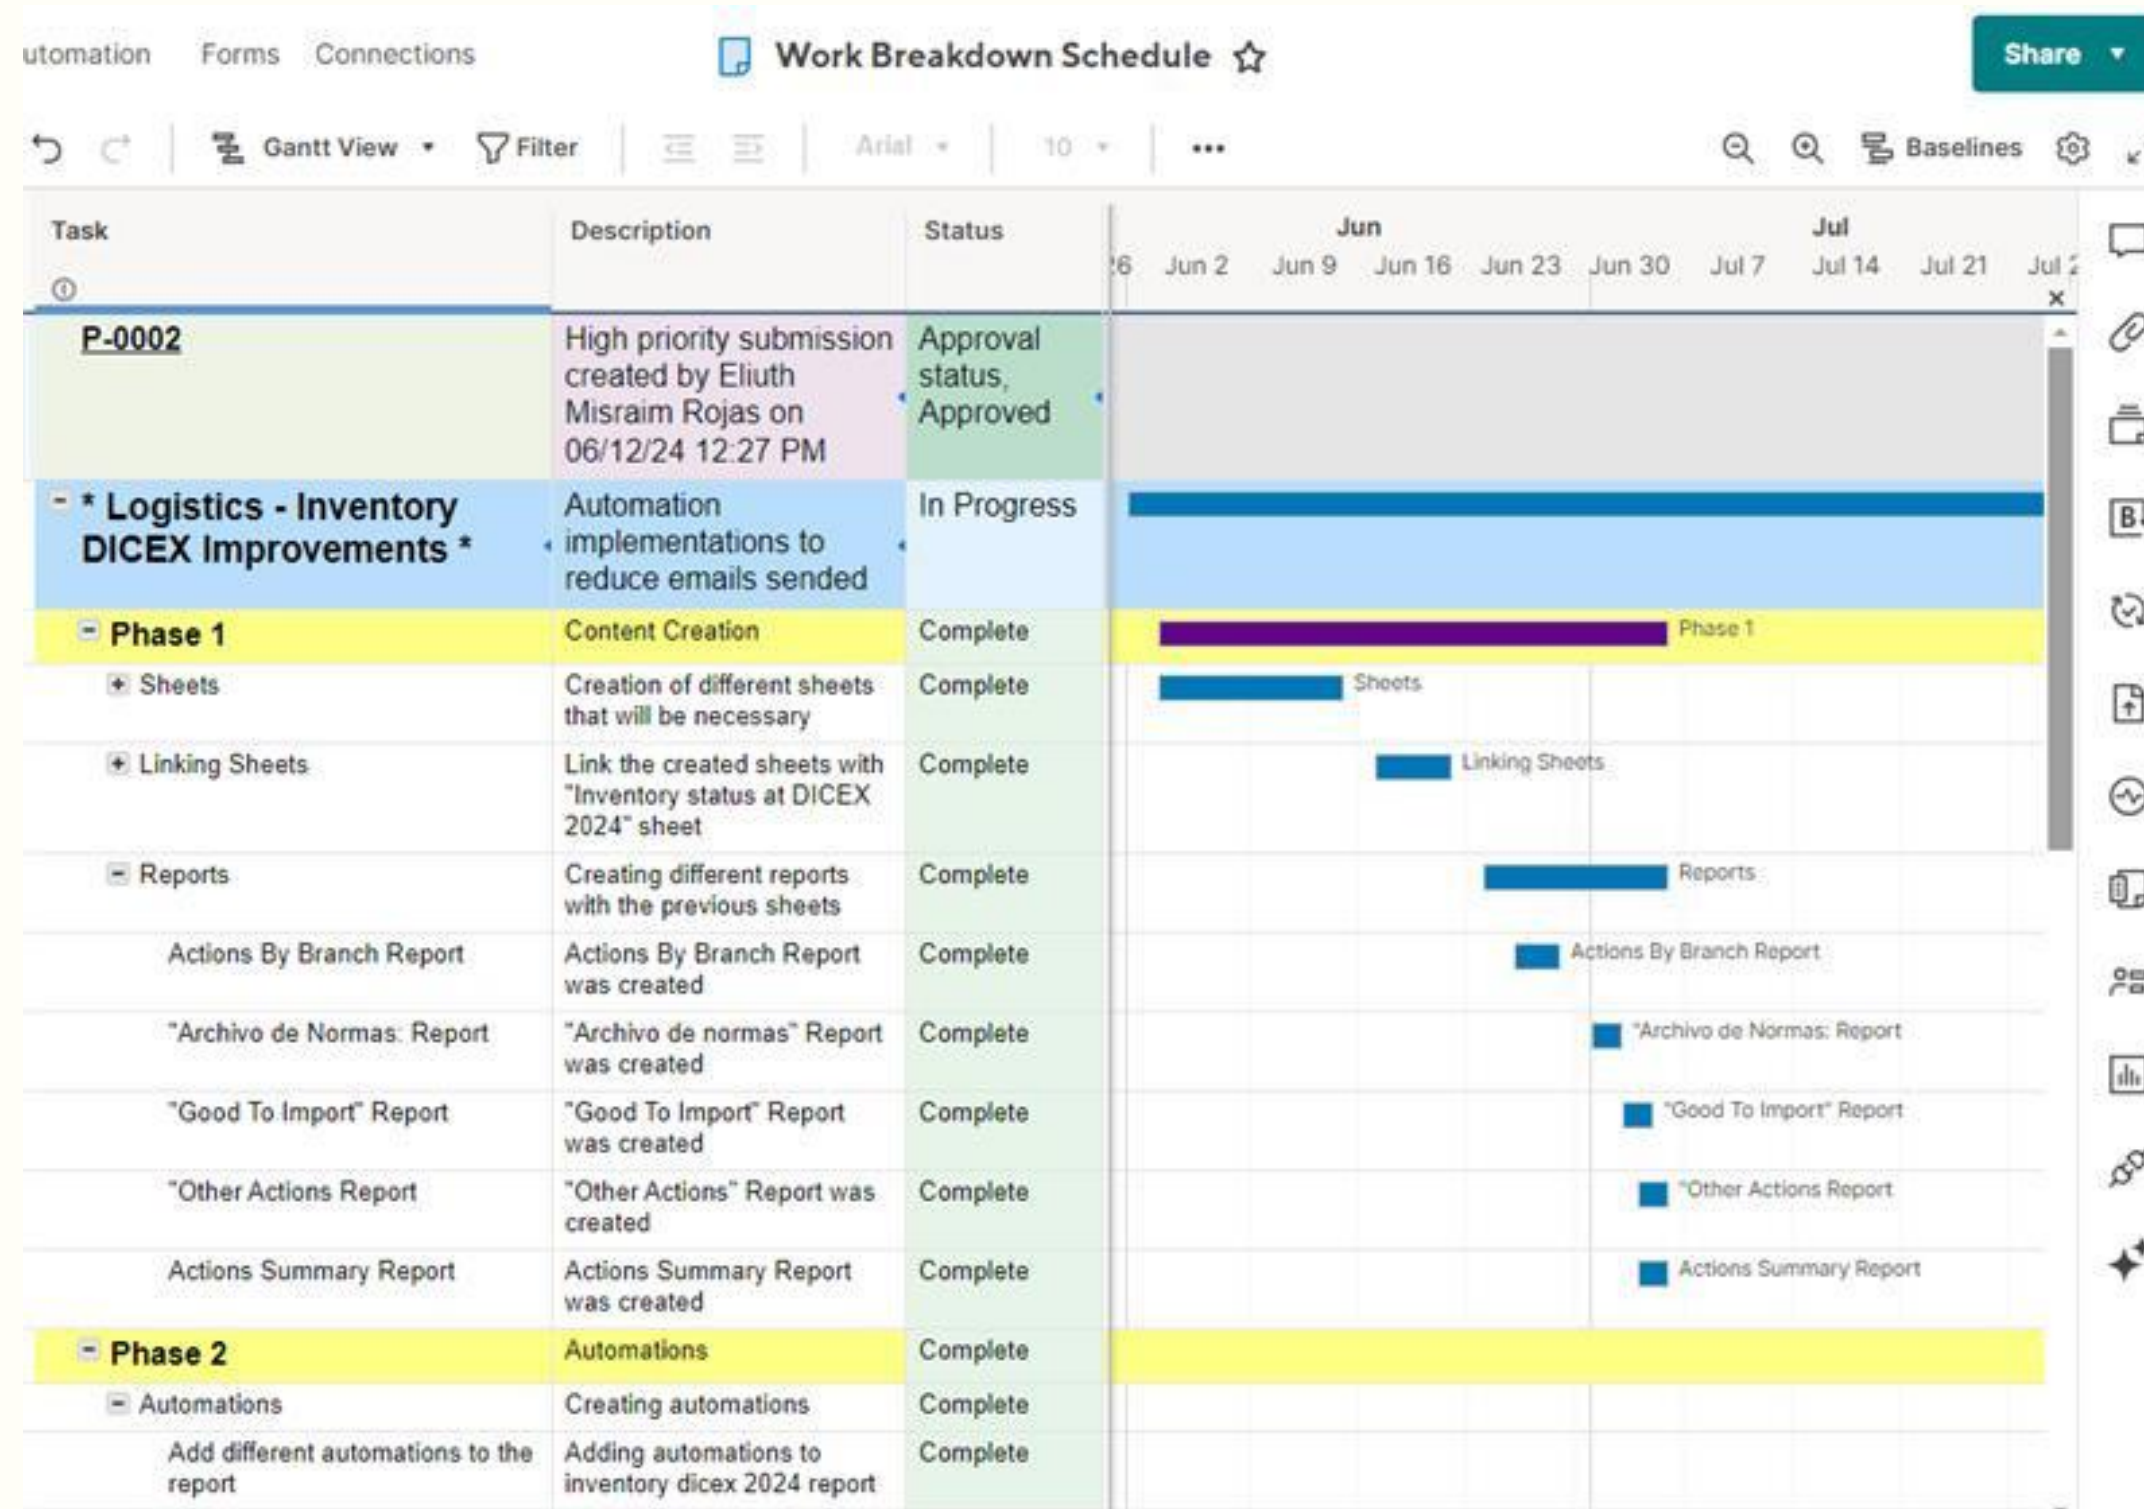 utomation Forms Connections Work Breakdown Schedule Share
Gantt View Filter Arial 10 Baselines
Task Description Status Jun Jul
26 Jun 2 Jun 9 Jun 16 Jun 23 Jun 30 Jul 7 Jul 14 Jul 21 Jul 2
P-0002
High priority submission
created by Eliuth
Misraim Rojas on
06/12/24 12:27 PM
Approval
status,
Approved
* Logistics - Inventory
DICEX Improvements *
Automation
implementations to
reduce emails sended
In Progress
Phase 1 Content Creation Complete Phase 1
Sheets
Creation of different sheets
that will be necessary
Complete Sheets
Linking Sheets
Link the created sheets with
"Inventory status at DICEX
2024" sheet
Complete Linking Sheets
Reports
Creating different reports
with the previous sheets
Complete Reports
Actions By Branch Report
Actions By Branch Report
was created
Complete Actions By Branch Report
"Archivo de Normas: Report
"Archivo de normas" Report
was created
Complete "Archivo de Normas: Report
"Good To Import" Report
"Good To Import" Report
was created
Complete "Good To Import" Report
"Other Actions Report
"Other Actions" Report was
created
Complete "Other Actions Report
Actions Summary Report
Actions Summary Report
was created
Complete Actions Summary Report
Phase 2 Automations Complete
Automations Creating automations Complete
Add different automations to the
report
Adding automations to
inventory dicex 2024 report
Complete